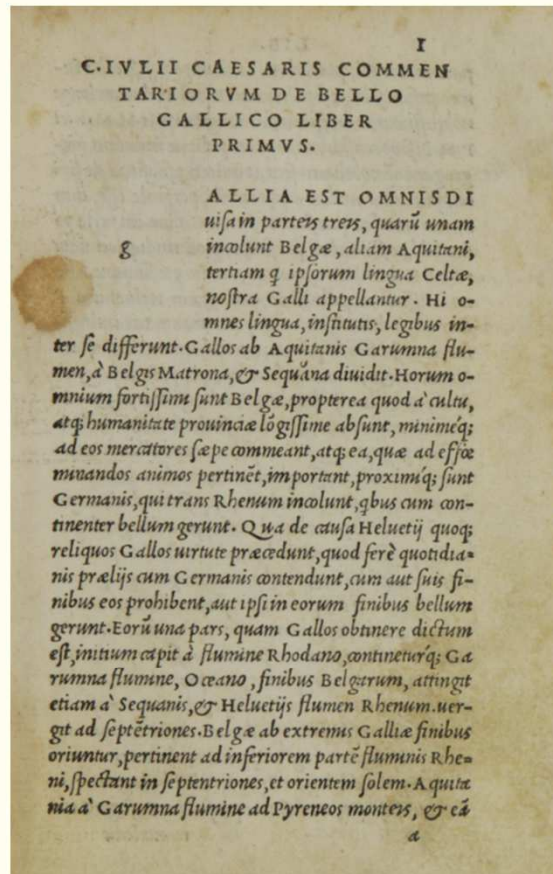 I
C. IVLII CAESARIS COMMEN
TARIORVM DE BELLO
GALLICO LIBER
PRIMVS.
ALLIA EST OMNIS DI
uisa in parteis treis, quarũ unam
g
incolunt Belgæ, aliam Aquitani,
tertiam q ipsorum lingua Celtæ,
nostra Galli appellantur. Hi o-
mnes lingua, institutis, legibus in-
ter se differunt. Gallos ab Aquitanis Garumna flu-
men, à Belgis Matrona, & Sequana diuidit. Horum o-
mnium fortissimi sunt Belgæ, propterea quod à cultu,
atq; humanitate prouinciæ lõgissime absunt, minimeq́;
ad eos mercatores sæpe commeant, atq; ea, quæ ad effœ
minandos animos pertinẽt, important, proximiq́; sunt
Germanis, qui trans Rhenum incolunt, qbus cum con-
tinenter bellum gerunt. Qua de causa Heluetij quoq;
reliquos Gallos uirtute præcedunt, quod ferè quotidia-
nis prælijs cum Germanis contendunt, cum aut suis fi-
nibus eos prohibent, aut ipsi in eorum finibus bellum
gerunt. Eorũ una pars, quam Gallos obtinere dictum
est, initium capit à flumine Rhodano, continetur q́; Ga
rumna flumine, Oceano, finibus Belgarum, attingit
etiam à Sequanis, & Heluetijs flumen Rhenum. uer-
git ad septẽtriones. Belgæ ab extremis Galliæ finibus
oriuntur, pertinent ad inferiorem partẽ fluminis Rhe-
ni, spectant in septentriones, et orientem solem. Aquita
nia à Garumna flumine ad Pyreneos monteis, & eã
a